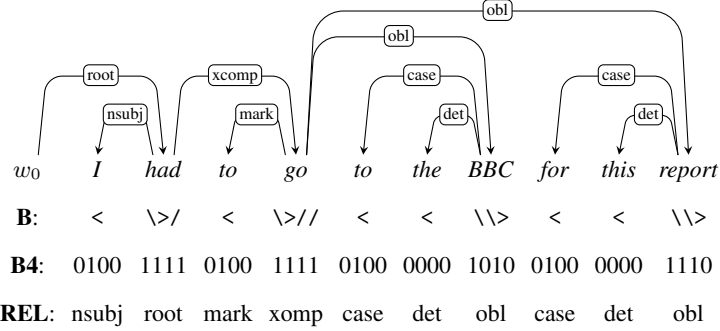 obl
obl
root xcomp case case
nsubj mark det det
w₀ I had to go to the BBC for this report
B: < \>/ < \>// < < \\> < < \\>
B4: 0100 1111 0100 1111 0100 0000 1010 0100 0000 1110
REL: nsubj root mark xomp case det obl case det obl